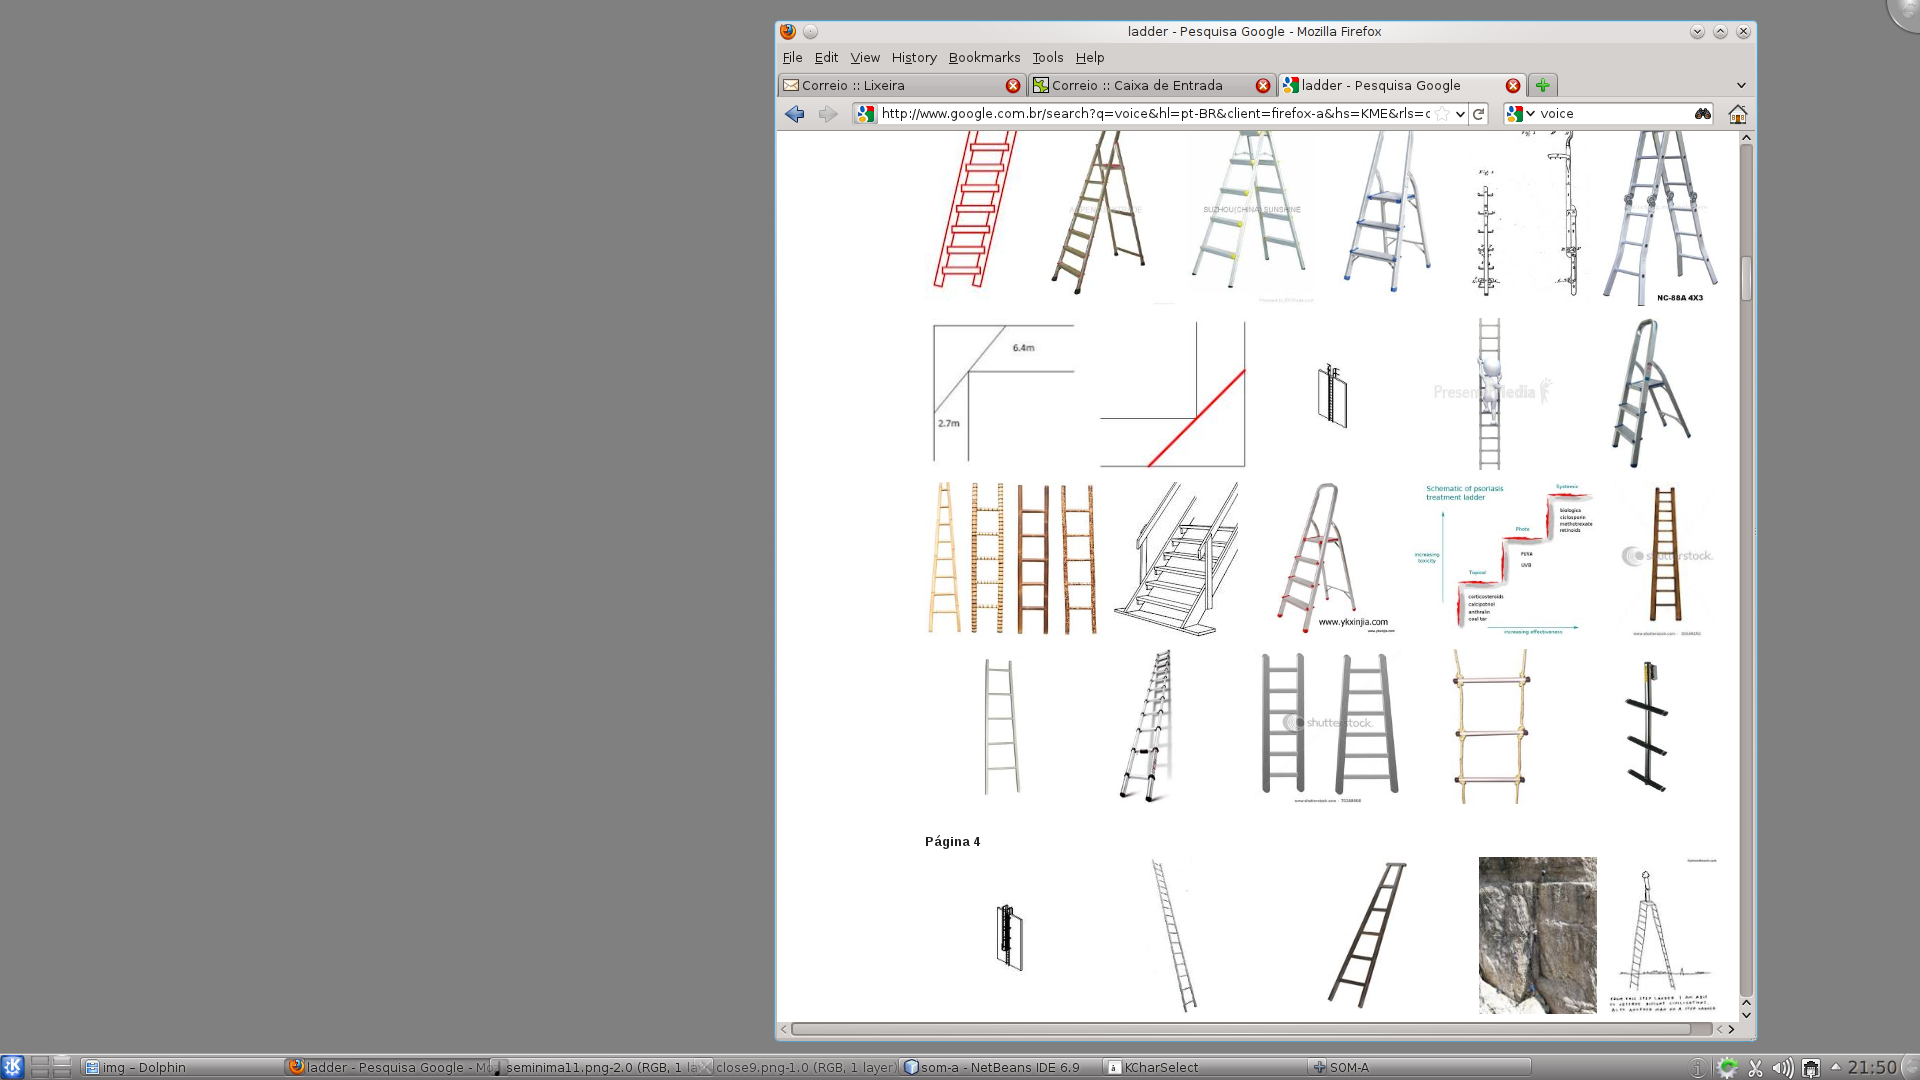 ladder - Pesquisa Google - Mozilla Firefox
File Edit View History Bookmarks Tools Help
Correio :: Lixeira
Correio :: Caixa de Entrada
ladder - Pesquisa Google
http://www.google.com.br/search?q=voice&hl=pt-BR&client=firefox-a&hs=KME&rls=
voice
BUZHOU(CHINA) SUNSHINE
NC-88A 4X3
6.4m
2.7m
Schematic of psoriasis
treatment ladder
Systemic
biologics
ciclosporin
methotrexate
retinoids
Photo
PUVA
UVB
increasing
toxicity
Topical
corticosteroids
calcipotriol
anthralin
coal tar
increasing effectiveness
www.ykxinjia.com
www.ykxinjia.com
shutterstock.
shutterstock.
Página 4
img – Dolphin
ladder - Pesquisa Google - Mo
seminima11.png-2.0 (RGB, 1 la
close9.png-1.0 (RGB, 1 layer)
som-a - NetBeans IDE 6.9
KCharSelect
SOM-A
21:50